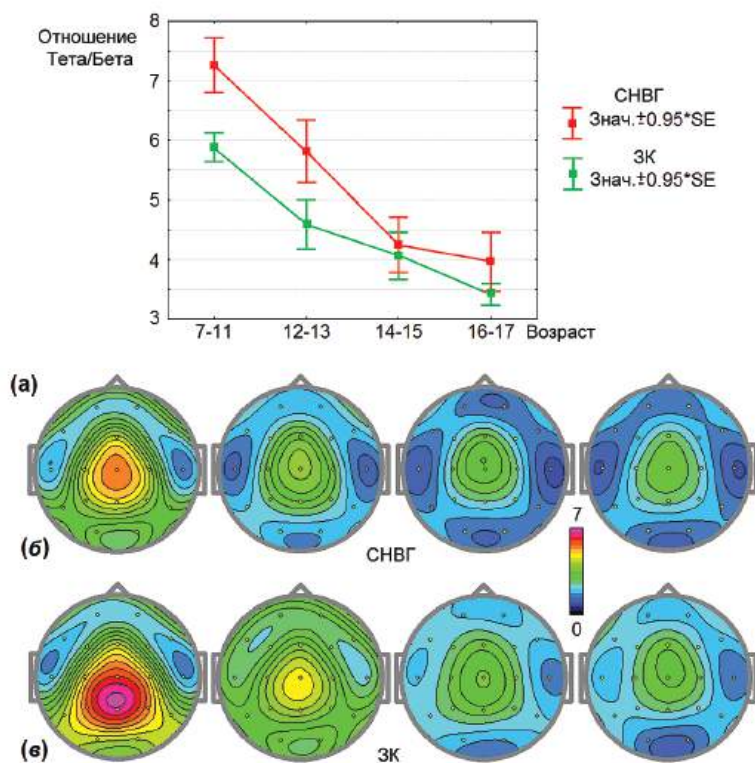 8
Отношение
Тета/Бета
7
6
5
4
3
СНВГ
Знач.±0.95*SE
ЗК
Знач.±0.95*SE
7-11 12-13 14-15 16-17 Возраст
(а)
7
(б)
СНВГ
0
(в)
ЗК